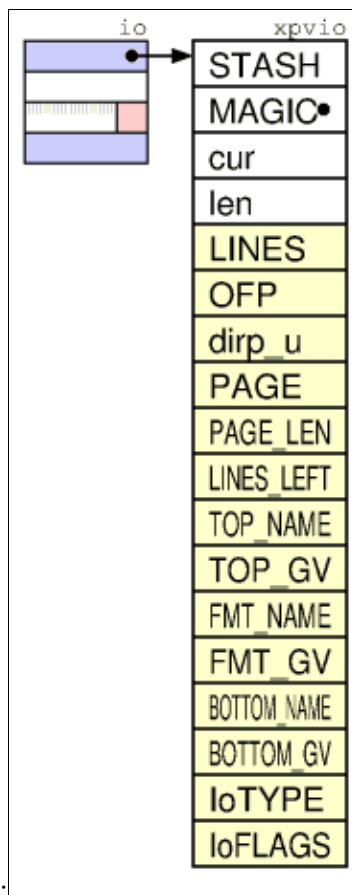 io
xpvio
STASH
MAGIC
cur
len
LINES
OFP
dirp_u
PAGE
PAGE_LEN
LINES_LEFT
TOP_NAME
TOP_GV
FMT_NAME
FMT_GV
BOTTOM_NAME
BOTTOM_GV
IoTYPE
IoFLAGS
.